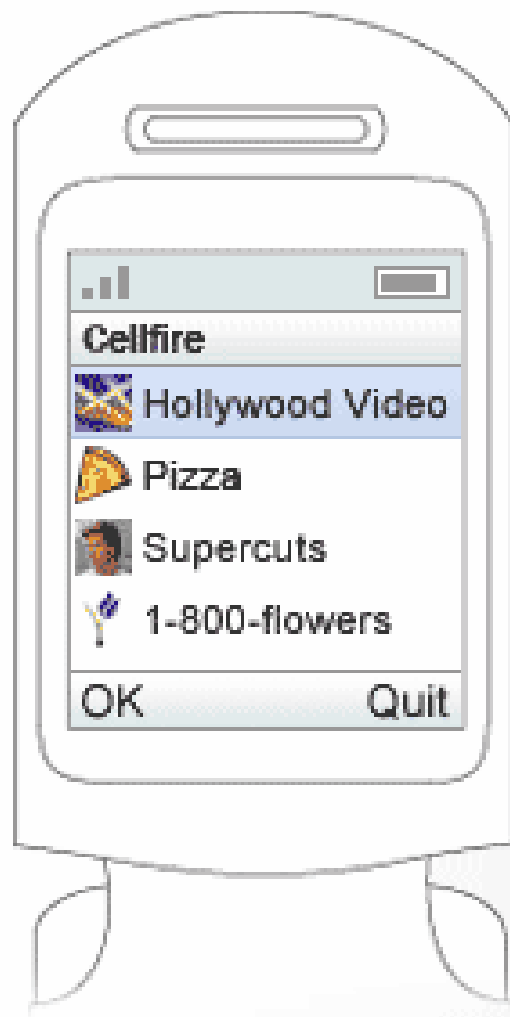 Cellfire
Hollywood Video
Pizza
Supercuts
1-800-flowers
OK Quit